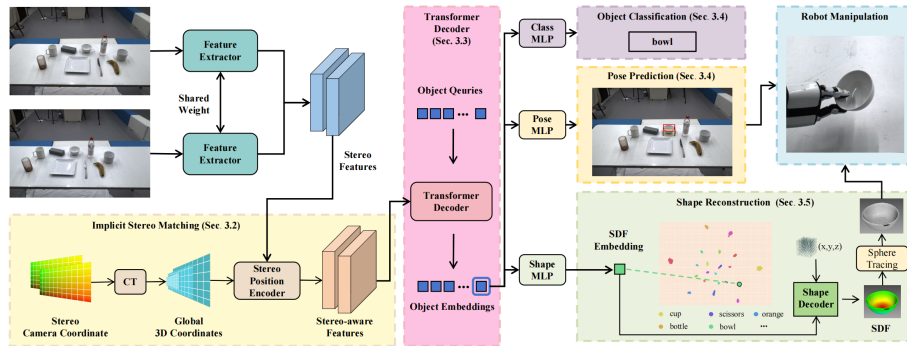 Feature
Extractor
Shared
Weight
Feature
Extractor
Stereo
Features
Implicit Stereo Matching (Sec. 3.2)
CT
Stereo
Position
Encoder
Stereo
Camera Coordinate
Global
3D Coordinates
Stereo-aware
Features
Transformer
Decoder
(Sec. 3.3)
Object Qeuries
Transformer
Decoder
Object Embeddings
Class
MLP
Pose
MLP
Shape
MLP
Object Classification (Sec. 3.4)
bowl
Pose Prediction (Sec. 3.4)
Robot Manipulation
Shape Reconstruction (Sec. 3.5)
SDF
Embedding
cup
scissors
orange
bottle
bowl
...
(x,y,z)
Shape
Decoder
Sphere
Tracing
SDF